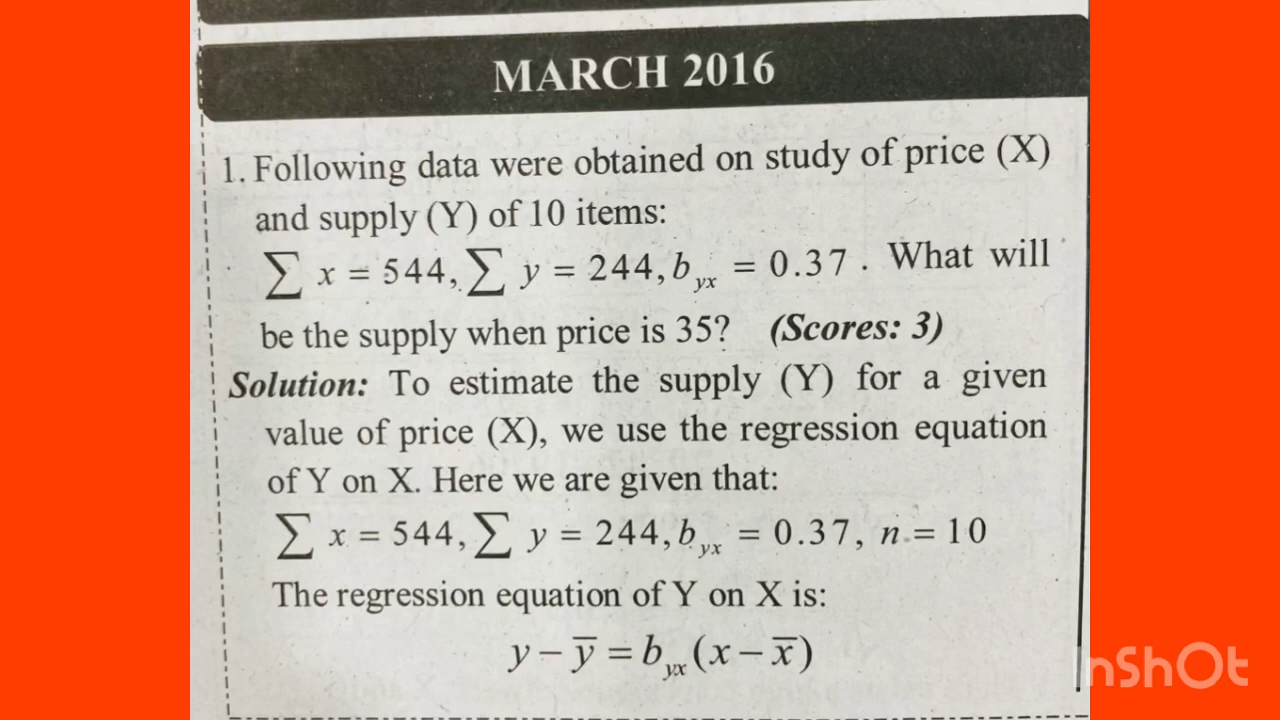 MARCH 2016
1. Following data were obtained on study of price (X)
and supply (Y) of 10 items:
∑ x = 544, ∑ y = 244, b_yx = 0.37. What will
be the supply when price is 35? (Scores: 3)
Solution: To estimate the supply (Y) for a given
value of price (X), we use the regression equation
of Y on X. Here we are given that:
∑ x = 544, ∑ y = 244, b_yx = 0.37, n = 10
The regression equation of Y on X is:
y – y̅ = b_yx (x – x̅)
InShOt